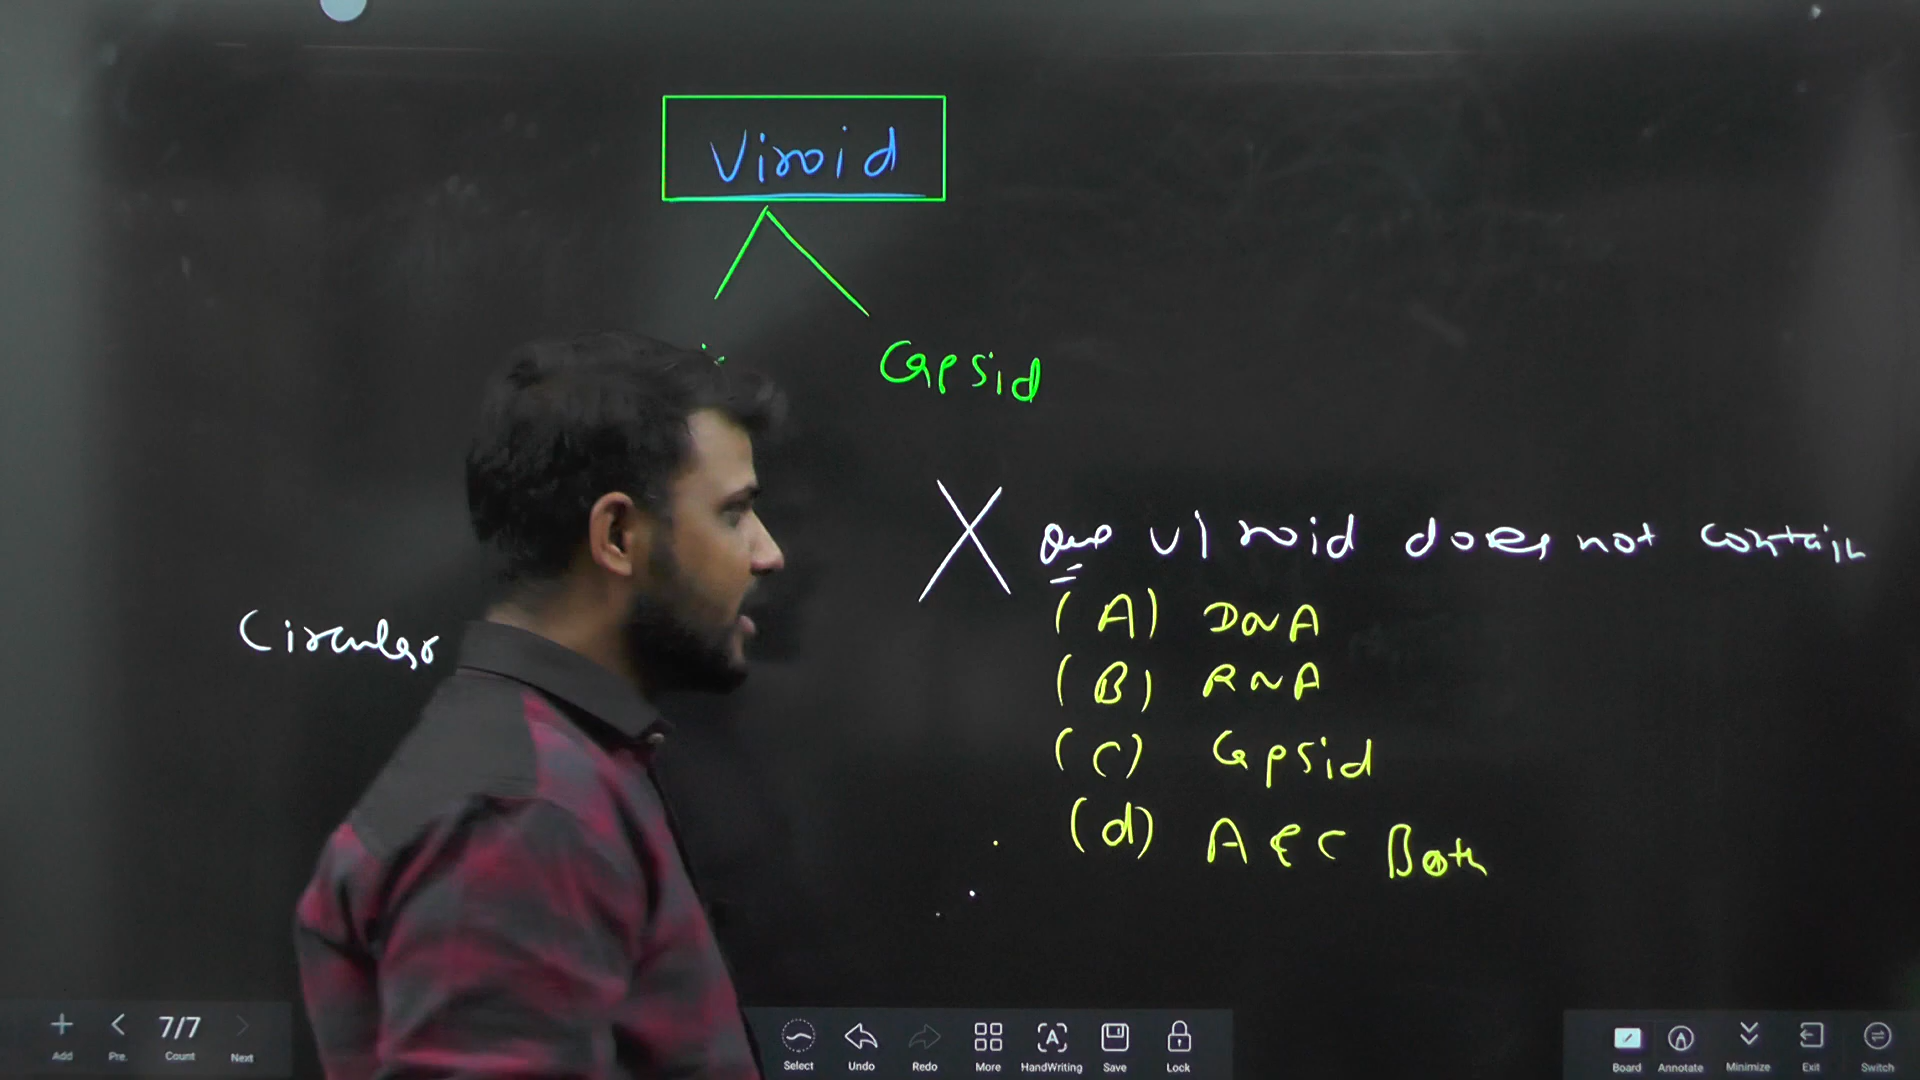 Viroid
Capsid
Que viroid does not contain
Circular
(A) DNA
(B) RNA
(C) Capsid
(d) A & C Both
7/7
Add Pre. Count Next
Select Undo Redo More HandWriting Save Lock
Board Annotate Minimize Exit Switch